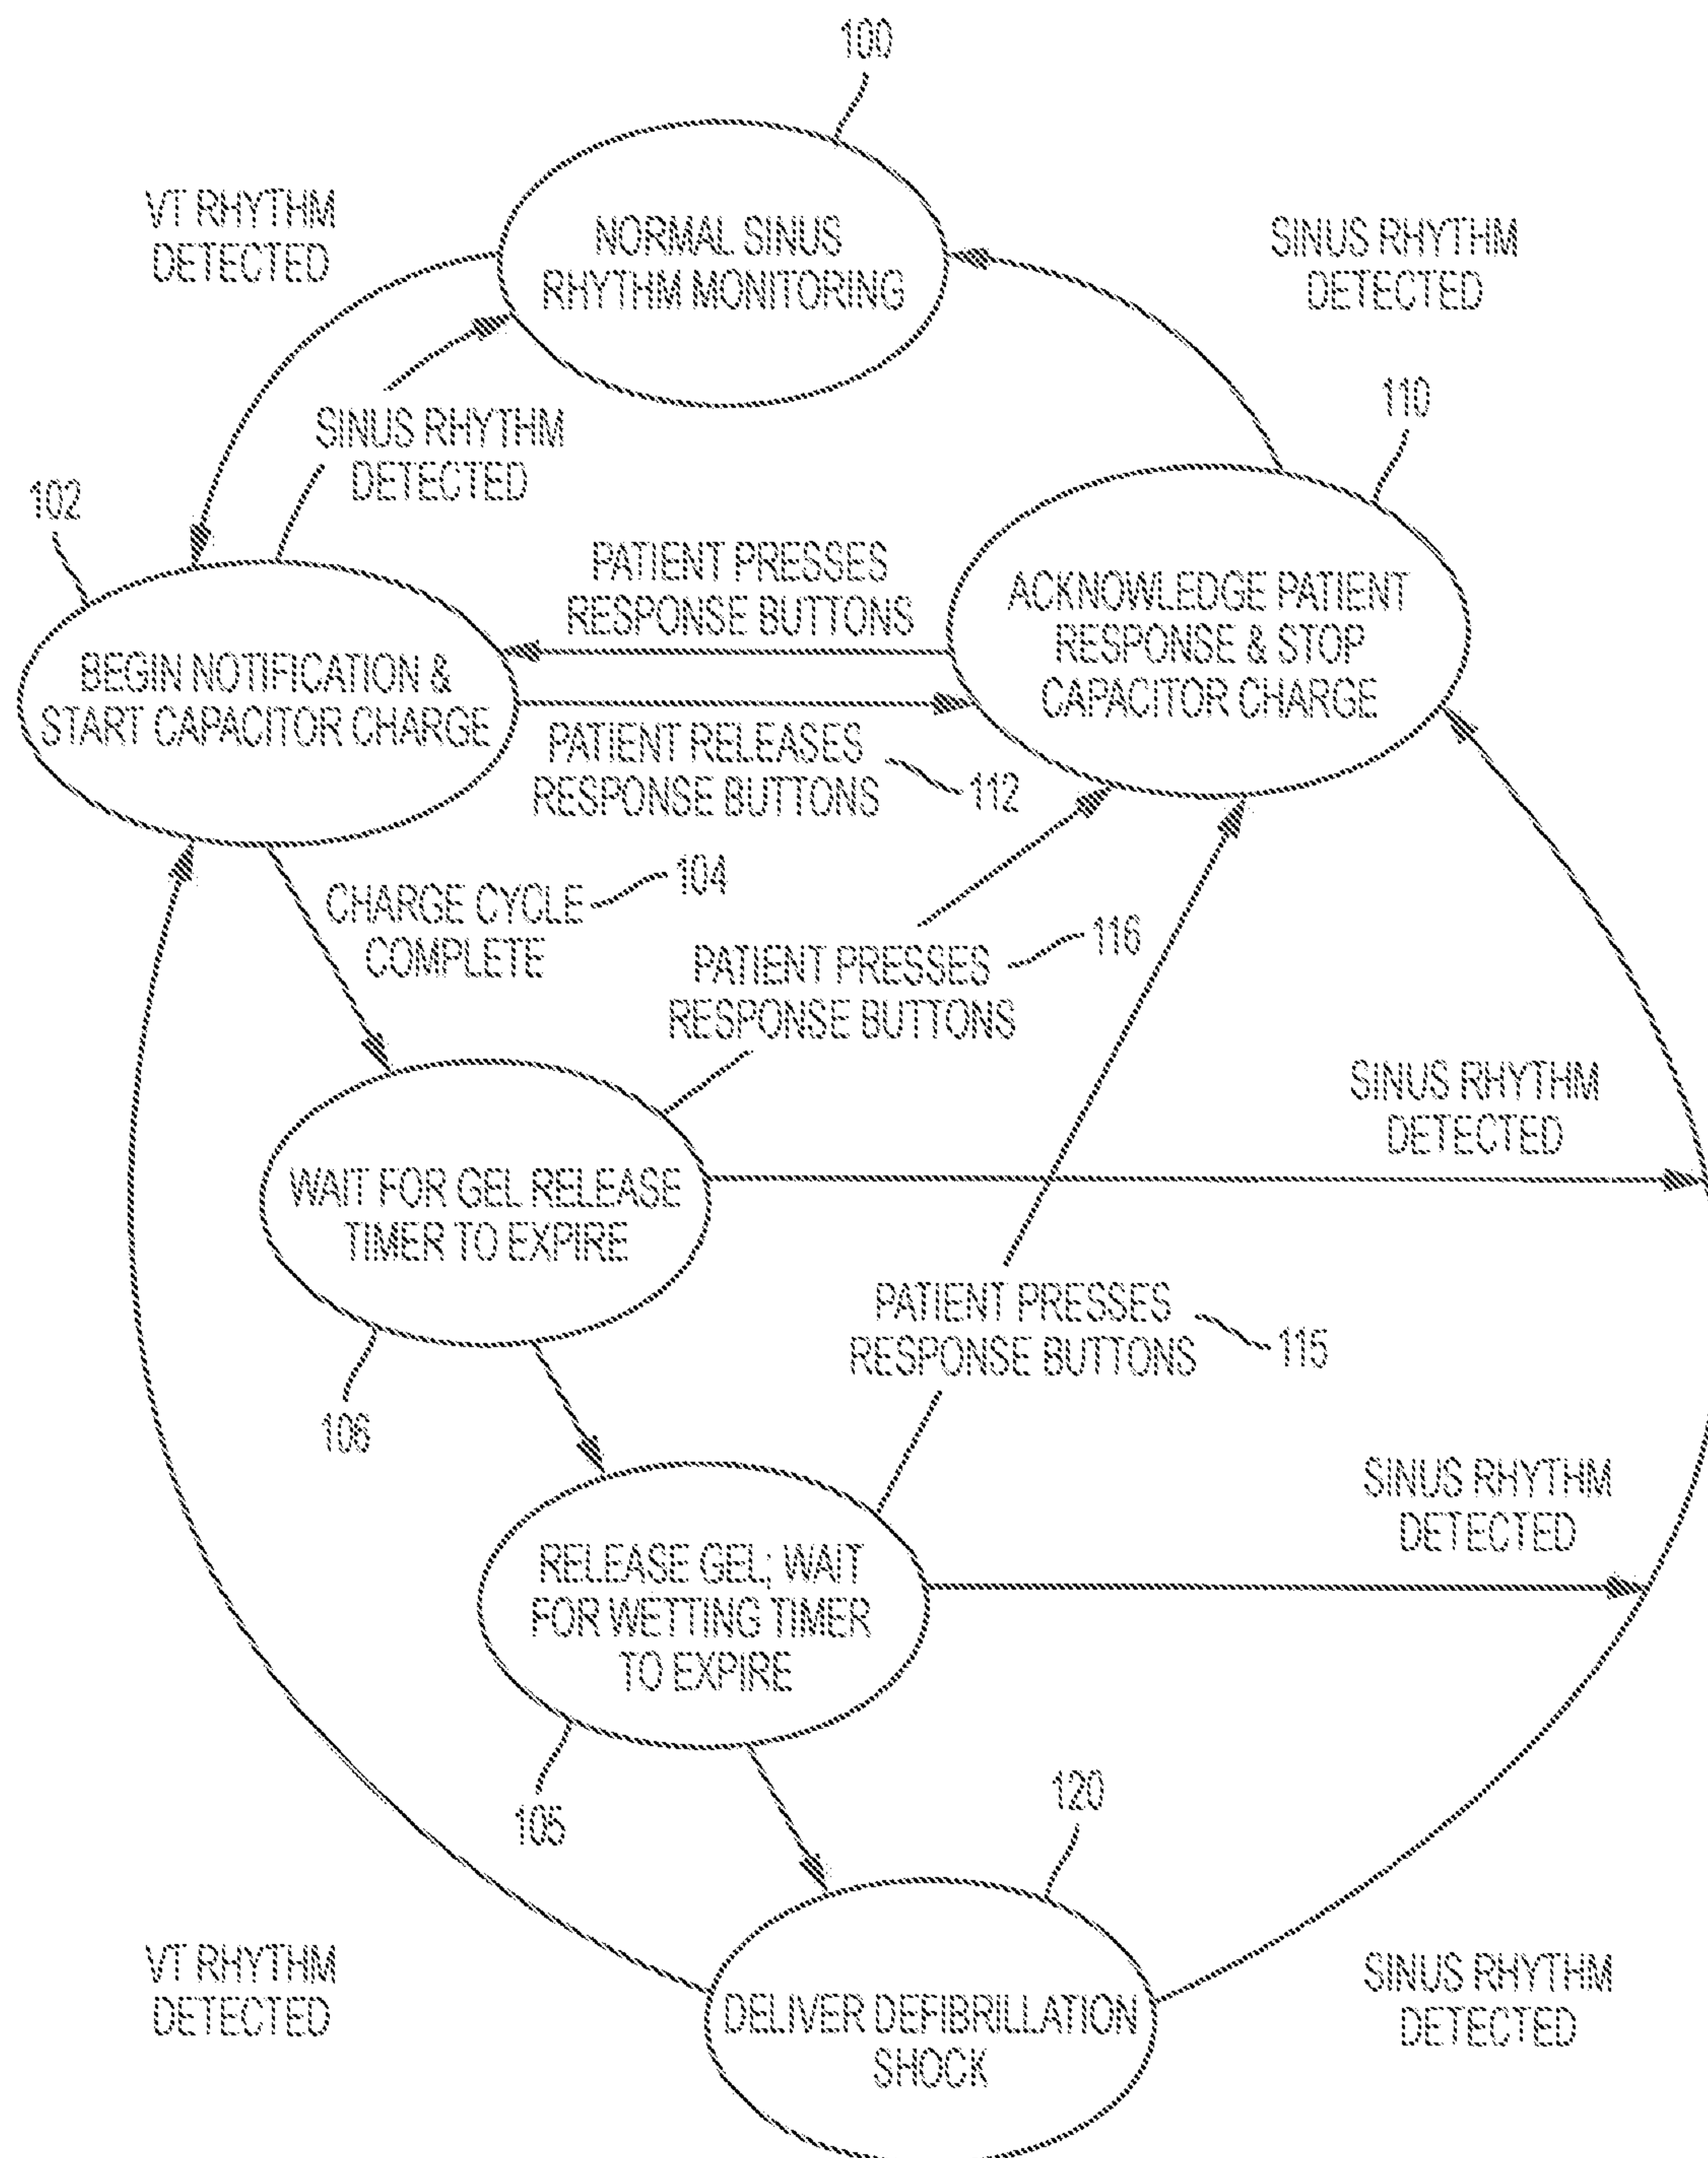 100
VT RHYTHM
DETECTED
NORMAL SINUS
RHYTHM MONITORING
SINUS RHYTHM
DETECTED
110
SINUS RHYTHM
DETECTED
102
PATIENT PRESSES
RESPONSE BUTTONS
ACKNOWLEDGE PATIENT
RESPONSE & STOP
CAPACITOR CHARGE
BEGIN NOTIFICATION &
START CAPACITOR CHARGE
PATIENT RELEASES
RESPONSE BUTTONS
112
CHARGE CYCLE
COMPLETE
104
PATIENT PRESSES
RESPONSE BUTTONS
116
SINUS RHYTHM
DETECTED
WAIT FOR GEL RELEASE
TIMER TO EXPIRE
PATIENT PRESSES
RESPONSE BUTTONS
115
106
SINUS RHYTHM
DETECTED
RELEASE GEL; WAIT
FOR WETTING TIMER
TO EXPIRE
105
120
VT RHYTHM
DETECTED
SINUS RHYTHM
DETECTED
DELIVER DEFIBRILLATION
SHOCK